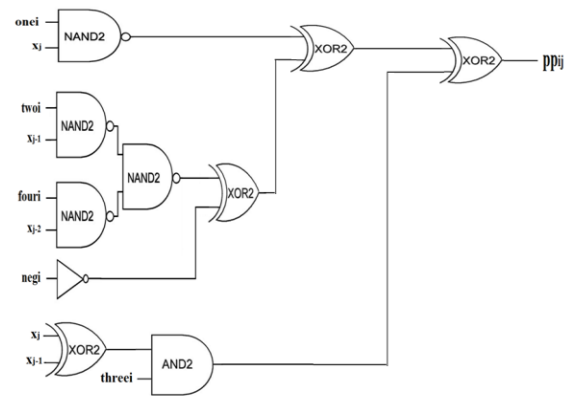 onei
xj
NAND2
XOR2
XOR2
ppij
twoi
xj-1
NAND2
NAND2
XOR2
fouri
xj-2
NAND2
negi
xj
xj-1
XOR2
AND2
threei